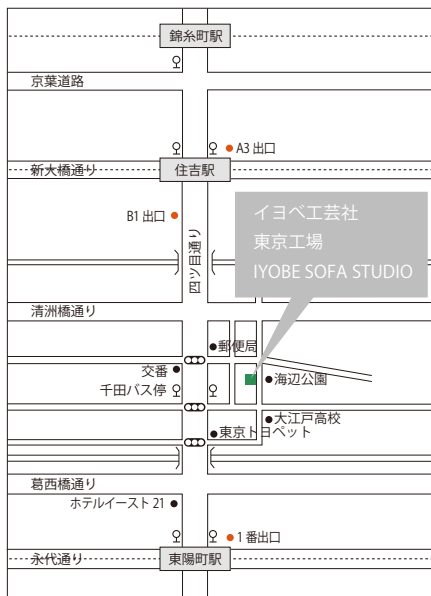 錦糸町駅
京葉道路
A3 出口
新大橋通り
住吉駅
B1 出口
四ツ目通り
イヨベ工芸社
東京工場
IYOBE SOFA STUDIO
清洲橋通り
郵便局
交番
千田バス停
海辺公園
大江戸高校
東京トヨペット
葛西橋通り
ホテルイースト 21
1 番出口
永代通り
東陽町駅